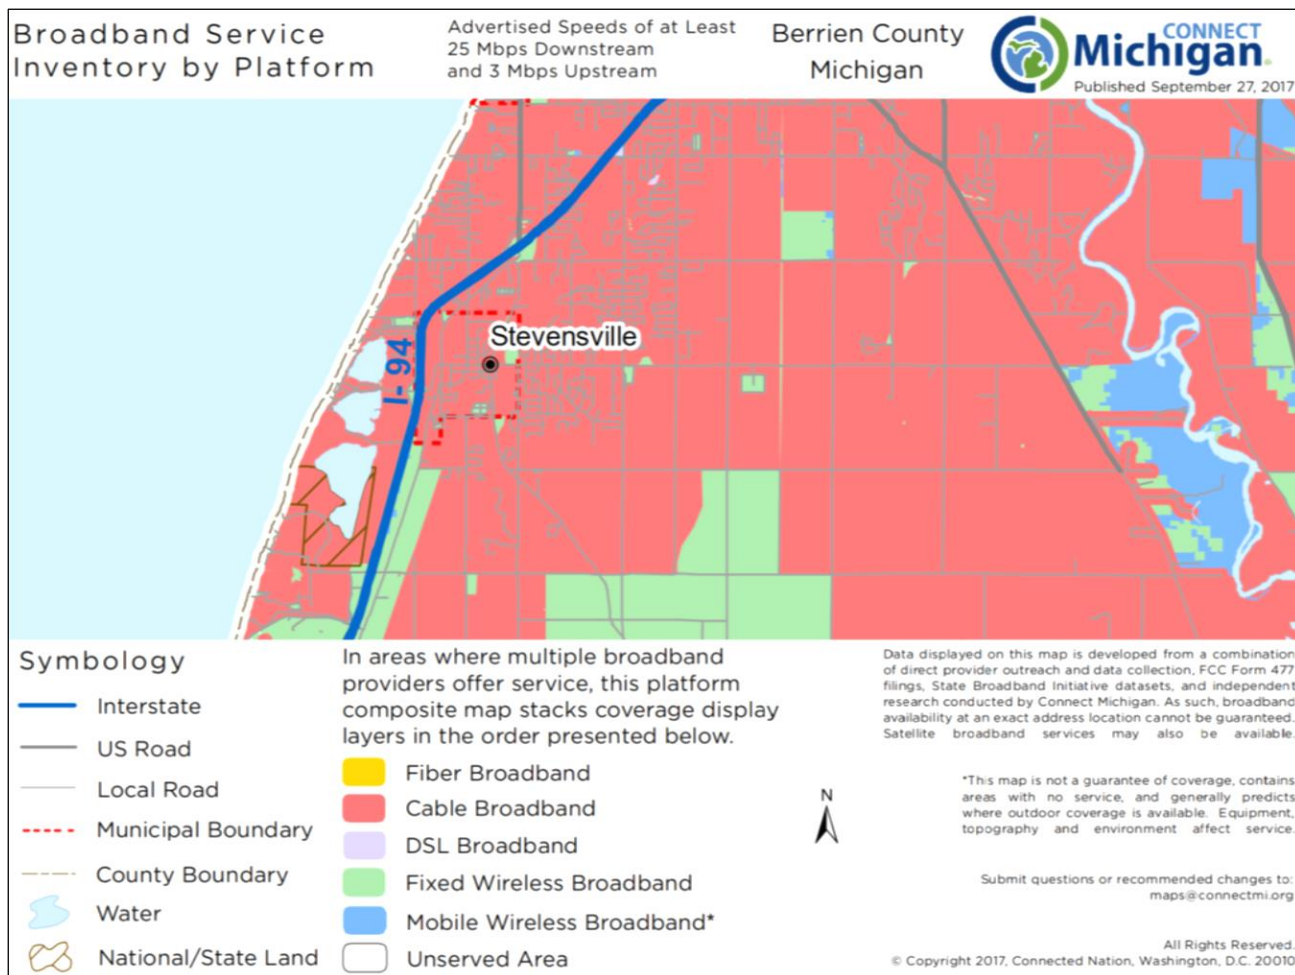 Broadband Service
Inventory by Platform
Advertised Speeds of at Least
25 Mbps Downstream
and 3 Mbps Upstream
Berrien County
Michigan
CONNECT
Michigan®
Published September 27, 2017
Stevensville
I- 94
Symbology
Interstate
US Road
Local Road
Municipal Boundary
County Boundary
Water
National/State Land
In areas where multiple broadband
providers offer service, this platform
composite map stacks coverage display
layers in the order presented below.
Fiber Broadband
Cable Broadband
DSL Broadband
Fixed Wireless Broadband
Mobile Wireless Broadband*
Unserved Area
N
Data displayed on this map is developed from a combination
of direct provider outreach and data collection, FCC Form 477
filings, State Broadband Initiative datasets, and independent
research conducted by Connect Michigan. As such, broadband
availability at an exact address location cannot be guaranteed.
Satellite broadband services may also be available.
*This map is not a guarantee of coverage, contains
areas with no service, and generally predicts
where outdoor coverage is available. Equipment,
topography and environment affect service.
Submit questions or recommended changes to:
maps@connectmi.org
All Rights Reserved.
© Copyright 2017, Connected Nation, Washington, D.C. 20010